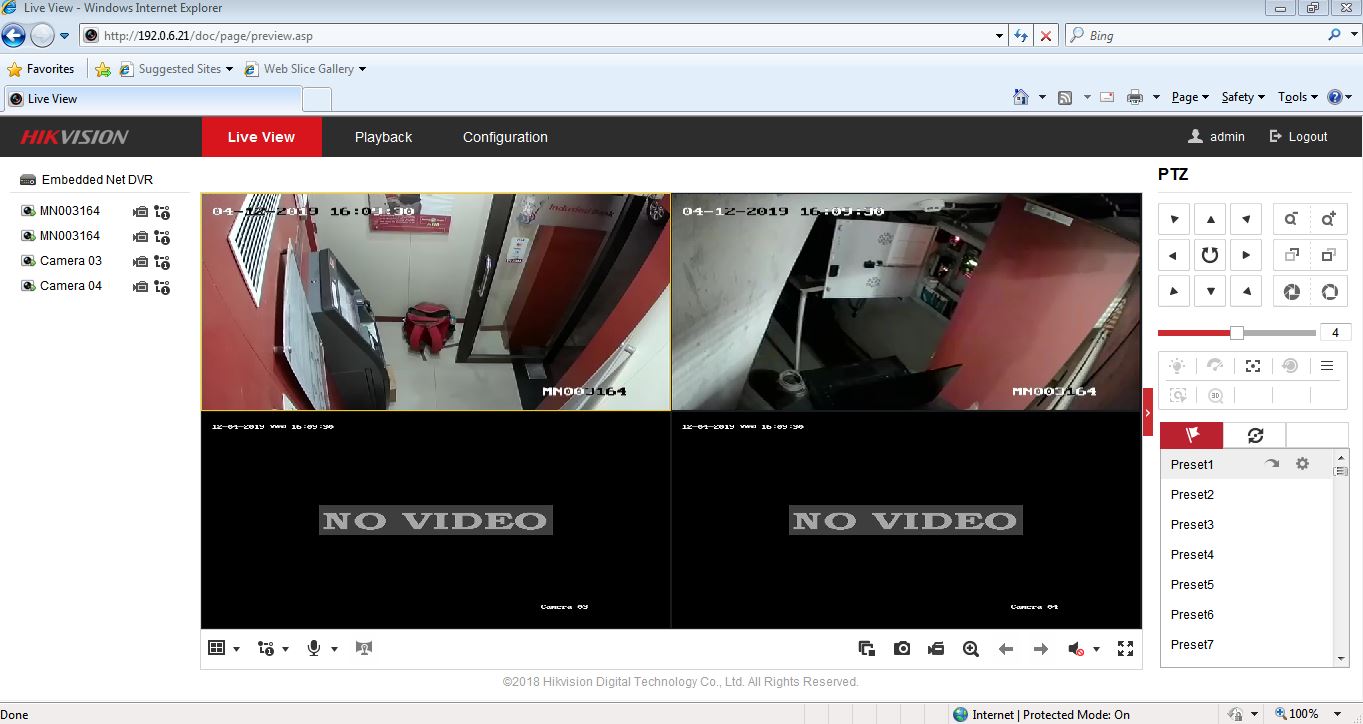 Live View - Windows Internet Explorer
http://192.0.6.21/doc/page/preview.asp
Bing
Favorites
Suggested Sites
Web Slice Gallery
Live View
Page
Safety
Tools
HIKVISION
Live View
Playback
Configuration
admin
Logout
Embedded Net DVR
MN003164
MN003164
Camera 03
Camera 04
04-12-2019 16:09:30
MN003164
04-12-2019 16:09:30
MN003164
12-04-2019 Wed 16:09:30
NO VIDEO
Camera 03
12-04-2019 Wed 16:09:30
NO VIDEO
Camera 04
PTZ
4
3D
Preset1
Preset2
Preset3
Preset4
Preset5
Preset6
Preset7
©2018 Hikvision Digital Technology Co., Ltd. All Rights Reserved.
Done
Internet | Protected Mode: On
100%